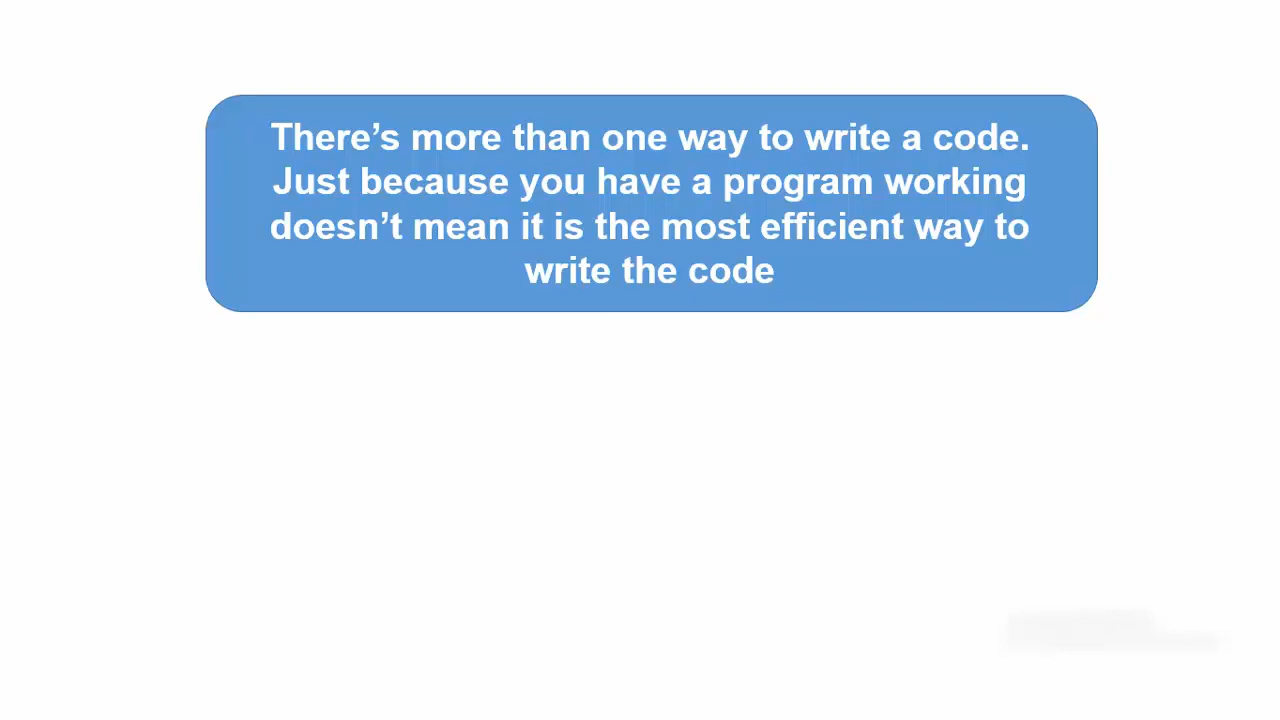 There’s more than one way to write a code.
Just because you have a program working
doesn’t mean it is the most efficient way to
write the code